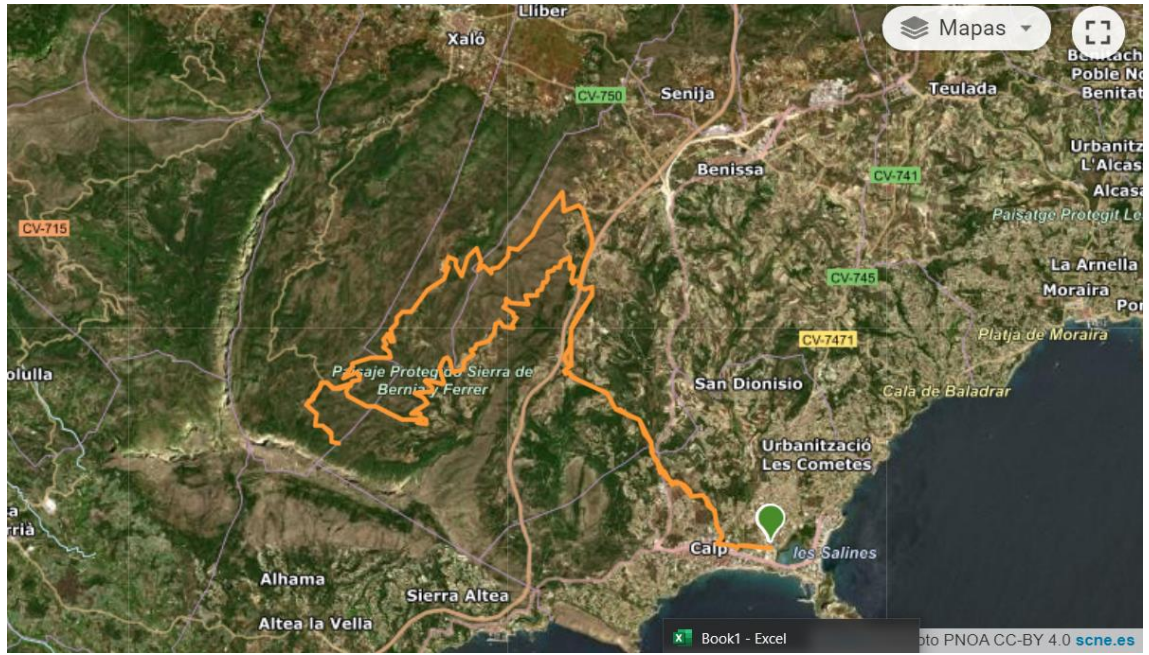 Llíber
Xaló
Mapas
Benitach
Poble No
Benitat
CV-750
Senija
Teulada
Urbanitz
L'Alcas
Benissa
CV-741
Alcasa
Paisatge Protegit Le
CV-715
La Arnella
CV-745
Moraira
Por
CV-7471
Platja de Moraira
olulla
Paisaje Protegido Sierra de
Bernia y Ferrer
San Dionisio
Cala de Baladrar
Urbanització
Les Cometes
a
rrià
Calp
les Salines
Alhama
Sierra Altea
Altea la Vella
Book1 - Excel
oto PNOA CC-BY 4.0 scne.es